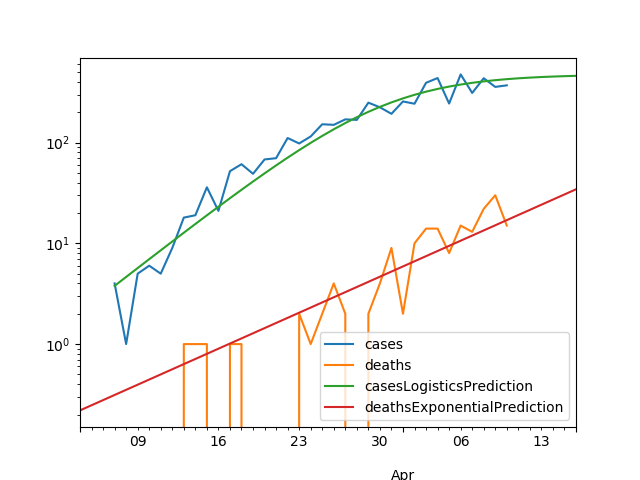 10²
10¹
10⁰
cases
deaths
casesLogisticsPrediction
deathsExponentialPrediction
09 16 23 30 06 13
Apr